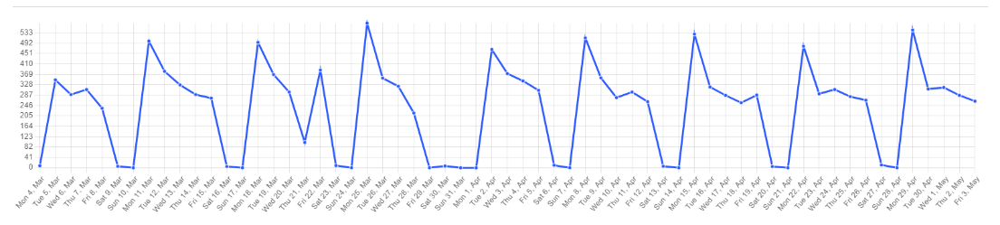 533
492
451
410
369
328
287
246
205
164
123
82
41
0
Mon 4, Mar
Tue 5, Mar
Wed 6, Mar
Thu 7, Mar
Fri 8, Mar
Sat 9, Mar
Sun 10, Mar
Mon 11, Mar
Tue 12, Mar
Wed 13, Mar
Thu 14, Mar
Fri 15, Mar
Sat 16, Mar
Sun 17, Mar
Mon 18, Mar
Tue 19, Mar
Wed 20, Mar
Thu 21, Mar
Fri 22, Mar
Sat 23, Mar
Sun 24, Mar
Mon 25, Mar
Tue 26, Mar
Wed 27, Mar
Thu 28, Mar
Fri 29, Mar
Sat 30, Mar
Sun 31, Mar
Mon 1, Apr
Tue 2, Apr
Wed 3, Apr
Thu 4, Apr
Fri 5, Apr
Sat 6, Apr
Sun 7, Apr
Mon 8, Apr
Tue 9, Apr
Wed 10, Apr
Thu 11, Apr
Fri 12, Apr
Sat 13, Apr
Sun 14, Apr
Mon 15, Apr
Tue 16, Apr
Wed 17, Apr
Thu 18, Apr
Fri 19, Apr
Sat 20, Apr
Sun 21, Apr
Mon 22, Apr
Tue 23, Apr
Wed 24, Apr
Thu 25, Apr
Fri 26, Apr
Sat 27, Apr
Sun 28, Apr
Mon 29, Apr
Tue 30, Apr
Wed 1, May
Thu 2, May
Fri 3, May